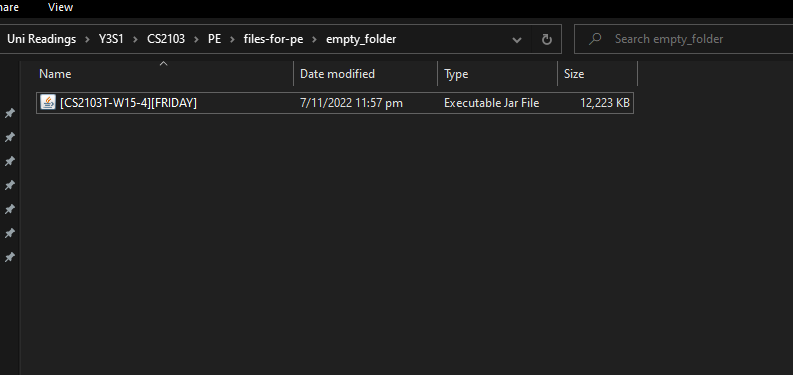 View
Uni Readings > Y3S1 > CS2103 > PE > files-for-pe > empty_folder
Search empty_folder
Name Date modified Type Size
[CS2103T-W15-4][FRIDAY] 7/11/2022 11:57 pm Executable Jar File 12,223 KB